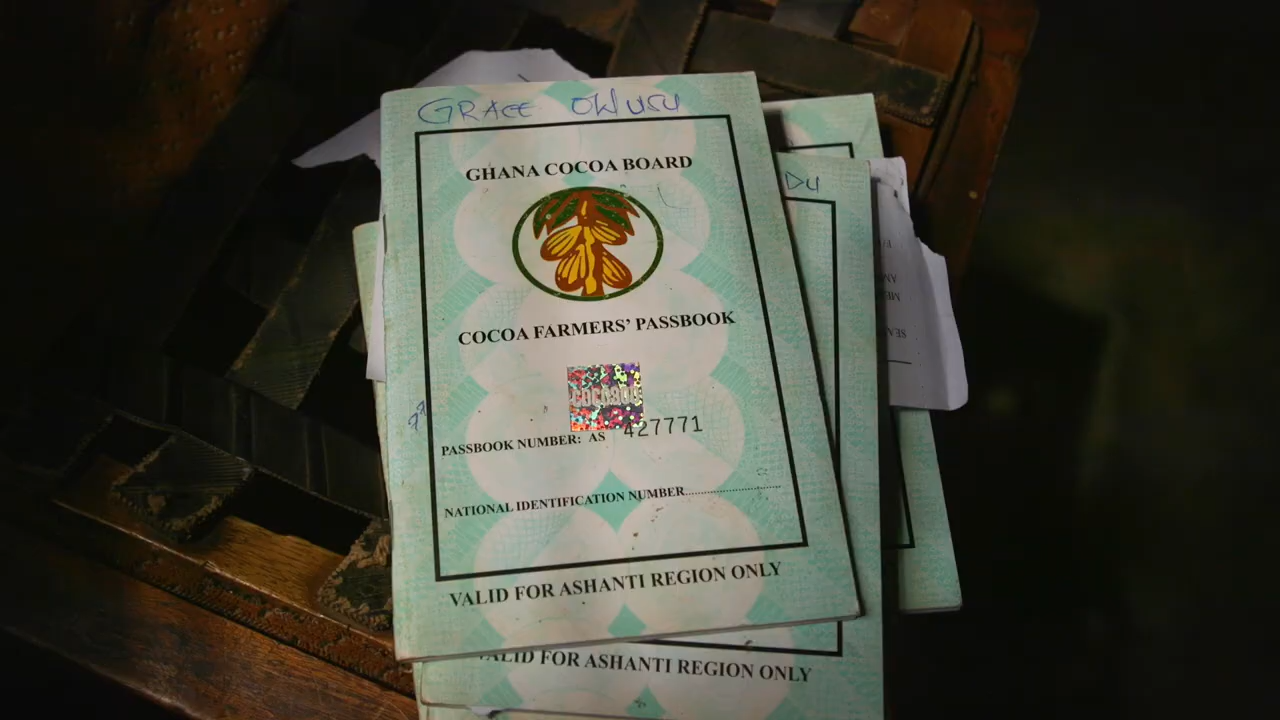 GRACE OWUSU
GHANA COCOA BOARD
COCOA FARMERS' PASSBOOK
COCOBOD
PASSBOOK NUMBER: AS 427771
NATIONAL IDENTIFICATION NUMBER................................
VALID FOR ASHANTI REGION ONLY
DU
VALID FOR ASHANTI REGION ONLY